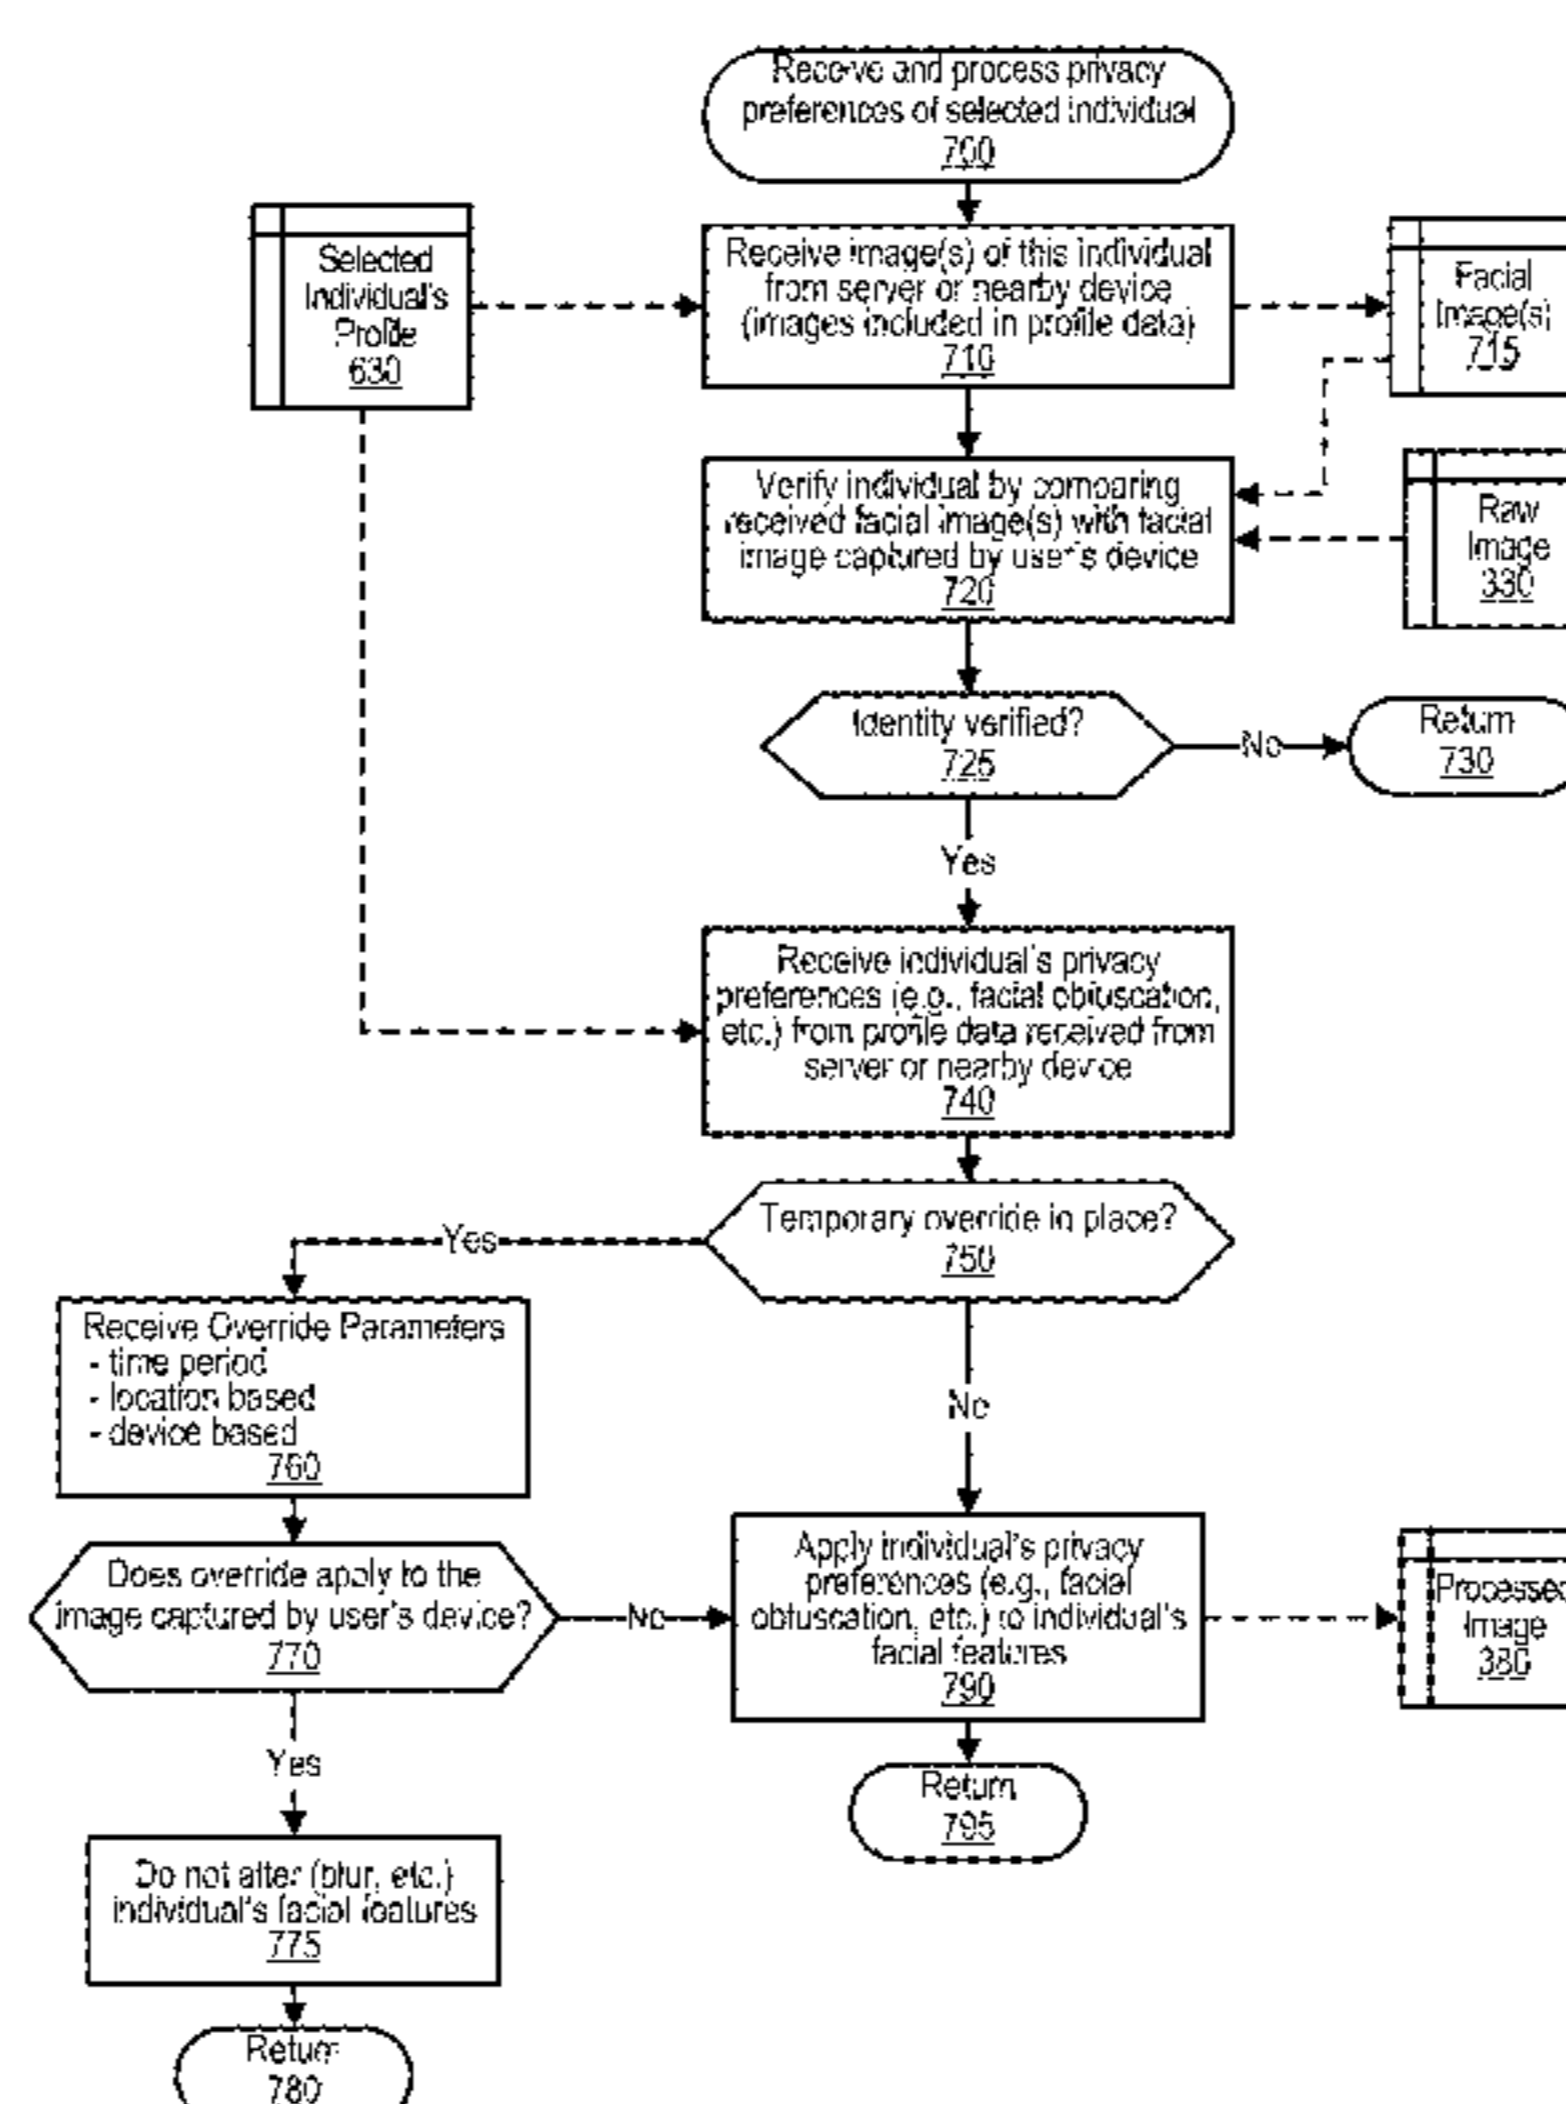 Receive and process privacy
preferences of selected individual
700
Selected
Individual's
Profile
630
Receive image(s) of this individual
from server or nearby device
(images included in profile data)
710
Facial
Image(s)
715
Verify individual by comparing
received facial image(s) with facial
image captured by user's device
720
Raw
Image
330
Identity verified?
725
No
Return
730
Yes
Receive individual's privacy
preferences (e.g., facial obfuscation,
etc.) from profile data received from
server or nearby device
740
Temporary override in place?
750
Yes
Receive Override Parameters
- time period
- location based
- device based
760
No
Does override apply to the
image captured by user's device?
770
No
Apply individual's privacy
preferences (e.g., facial
obfuscation, etc.) to individual's
facial features
790
Processed
Image
380
Yes
Return
795
Do not alter (blur, etc.)
individual's facial features
775
Return
780